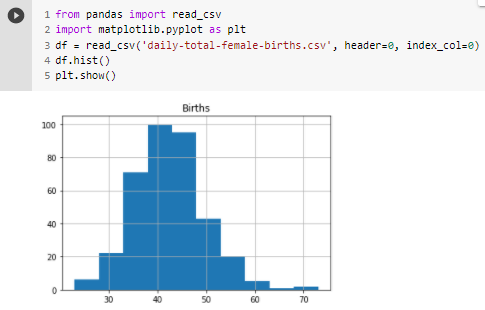 1 from pandas import read_csv
2 import matplotlib.pyplot as plt
3 df = read_csv('daily-total-female-births.csv', header=0, index_col=0)
4 df.hist()
5 plt.show()
Births
100
80
60
40
20
0
30 40 50 60 70